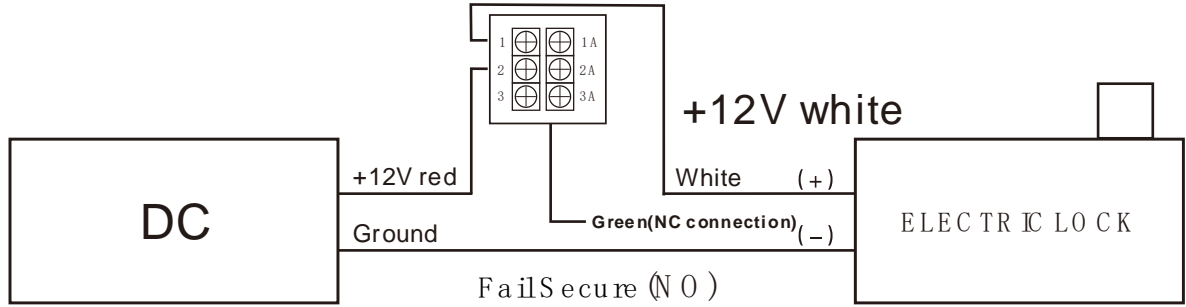 1 1A
2 2A
3 3A
+12V white
+12V red
White (+)
DC
Green(NC connection)
(-)
Ground
ELECTRIC LOCK
FailSecure(NO)